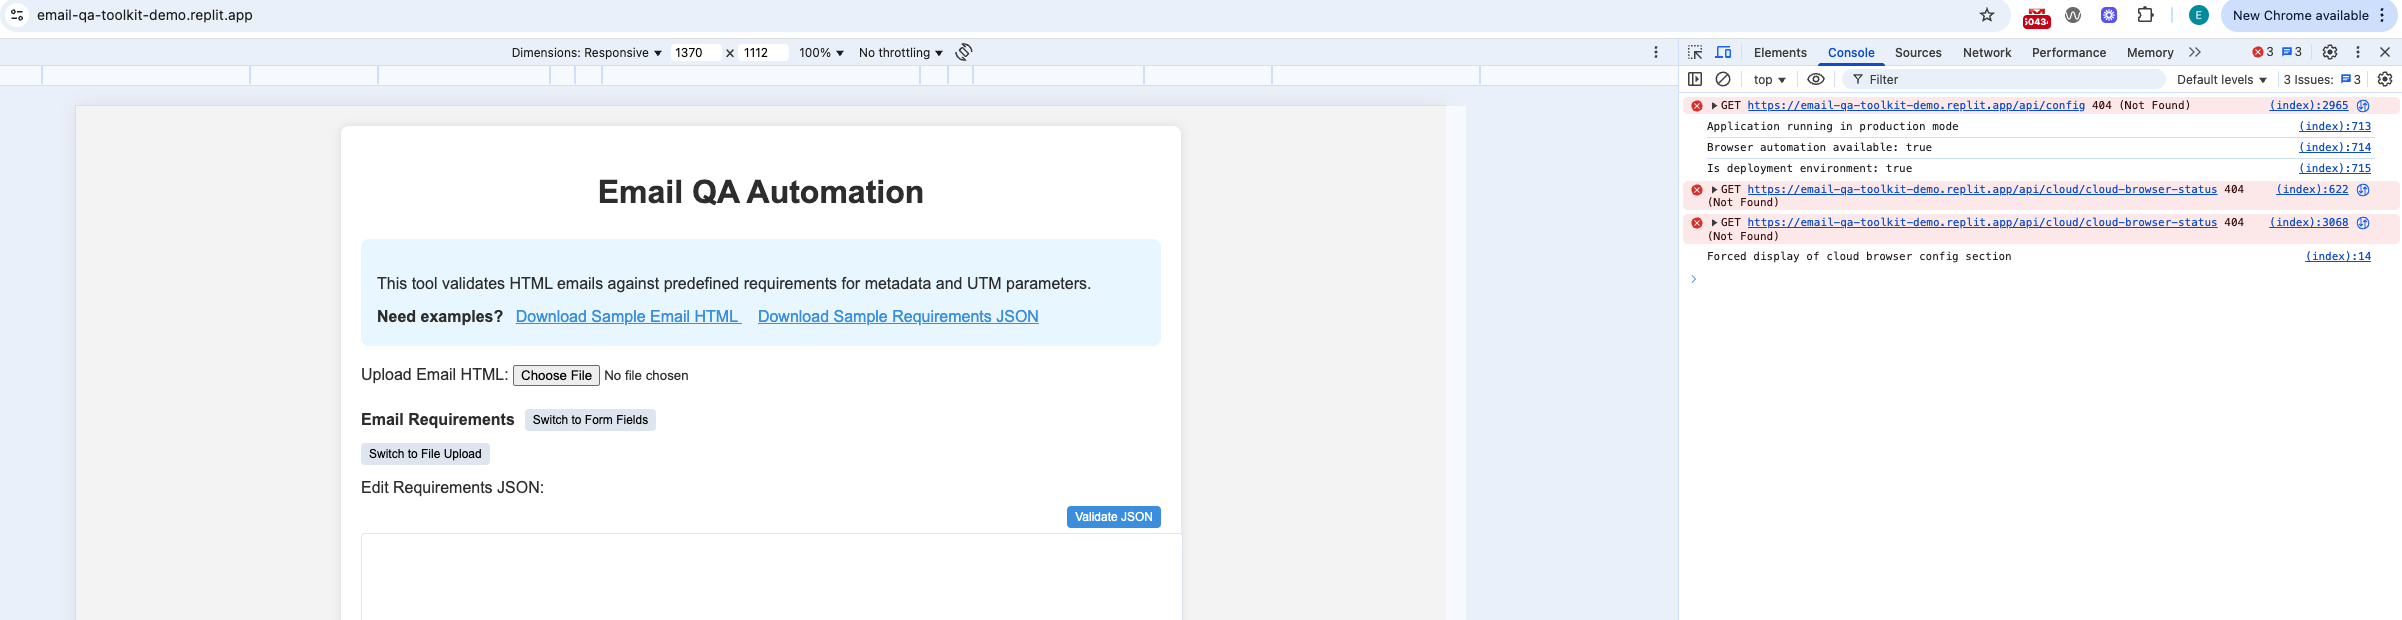 email-qa-toolkit-demo.replit.app
E
New Chrome available
Dimensions: Responsive 1370 x 1112 100% No throttling
Email QA Automation
This tool validates HTML emails against predefined requirements for metadata and UTM parameters.
Need examples? Download Sample Email HTML Download Sample Requirements JSON
Upload Email HTML: Choose File No file chosen
Email Requirements Switch to Form Fields
Switch to File Upload
Edit Requirements JSON:
Validate JSON
Elements Console Sources Network Performance Memory 3 3
top Filter Default levels 3 Issues: 3
GET https://email-qa-toolkit-demo.replit.app/api/config 404 (Not Found) (index):2965
Application running in production mode (index):713
Browser automation available: true (index):714
Is deployment environment: true (index):715
GET https://email-qa-toolkit-demo.replit.app/api/cloud/cloud-browser-status 404 (index):622
(Not Found)
GET https://email-qa-toolkit-demo.replit.app/api/cloud/cloud-browser-status 404 (index):3068
(Not Found)
Forced display of cloud browser config section (index):14